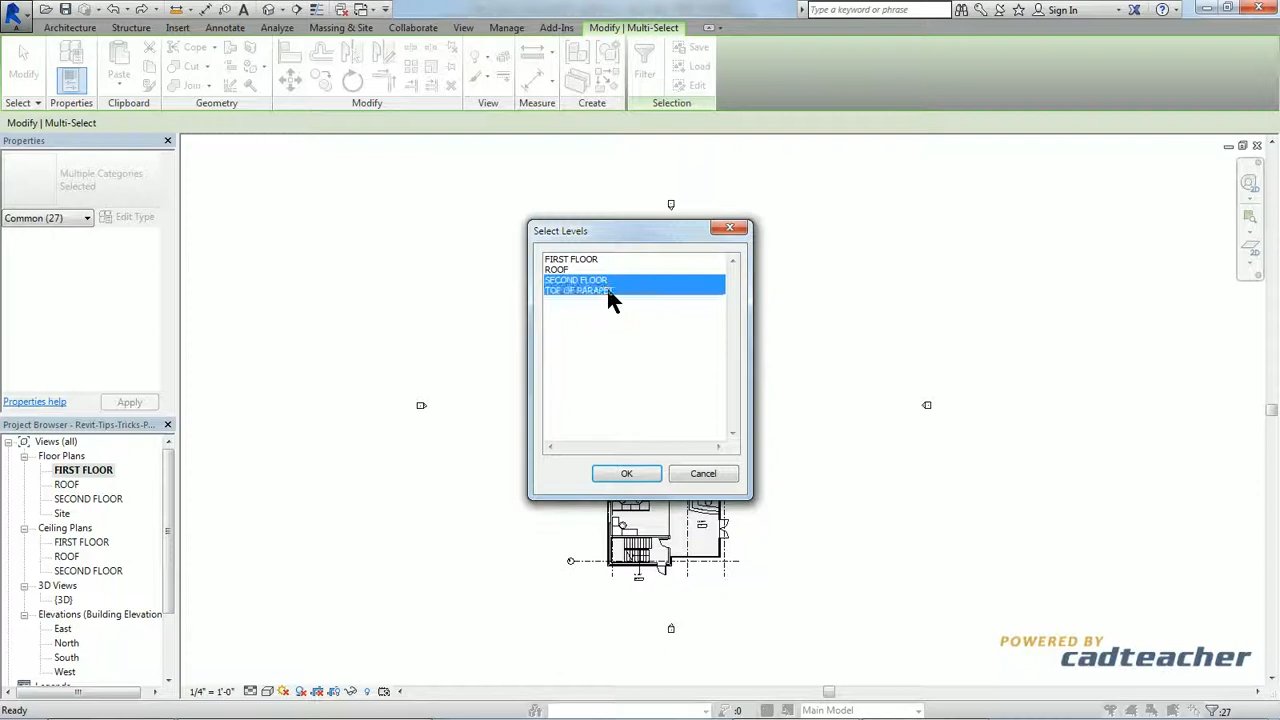 Type a keyword or phrase
Sign In
Architecture Structure Insert Annotate Analyze Massing & Site Collaborate View Manage Add-Ins Modify | Multi-Select
Modify Paste Cope Cut Join Filter Save Load Edit
Select Properties Clipboard Geometry Modify View Measure Create Selection
Modify | Multi-Select
Properties
Multiple Categories
Selected
Common (27) Edit Type
Properties help Apply
Project Browser - Revit-Tips-Tricks-P...
Views (all)
Floor Plans
FIRST FLOOR
ROOF
SECOND FLOOR
Site
Ceiling Plans
FIRST FLOOR
ROOF
SECOND FLOOR
3D Views
{3D}
Elevations (Building Elevation
East
North
South
West
Select Levels
FIRST FLOOR
ROOF
SECOND FLOOR
TOP OF PARAPET
OK Cancel
2D
POWERED BY
cadteacher
1/4" = 1'-0"
Ready
:0
Main Model
:27